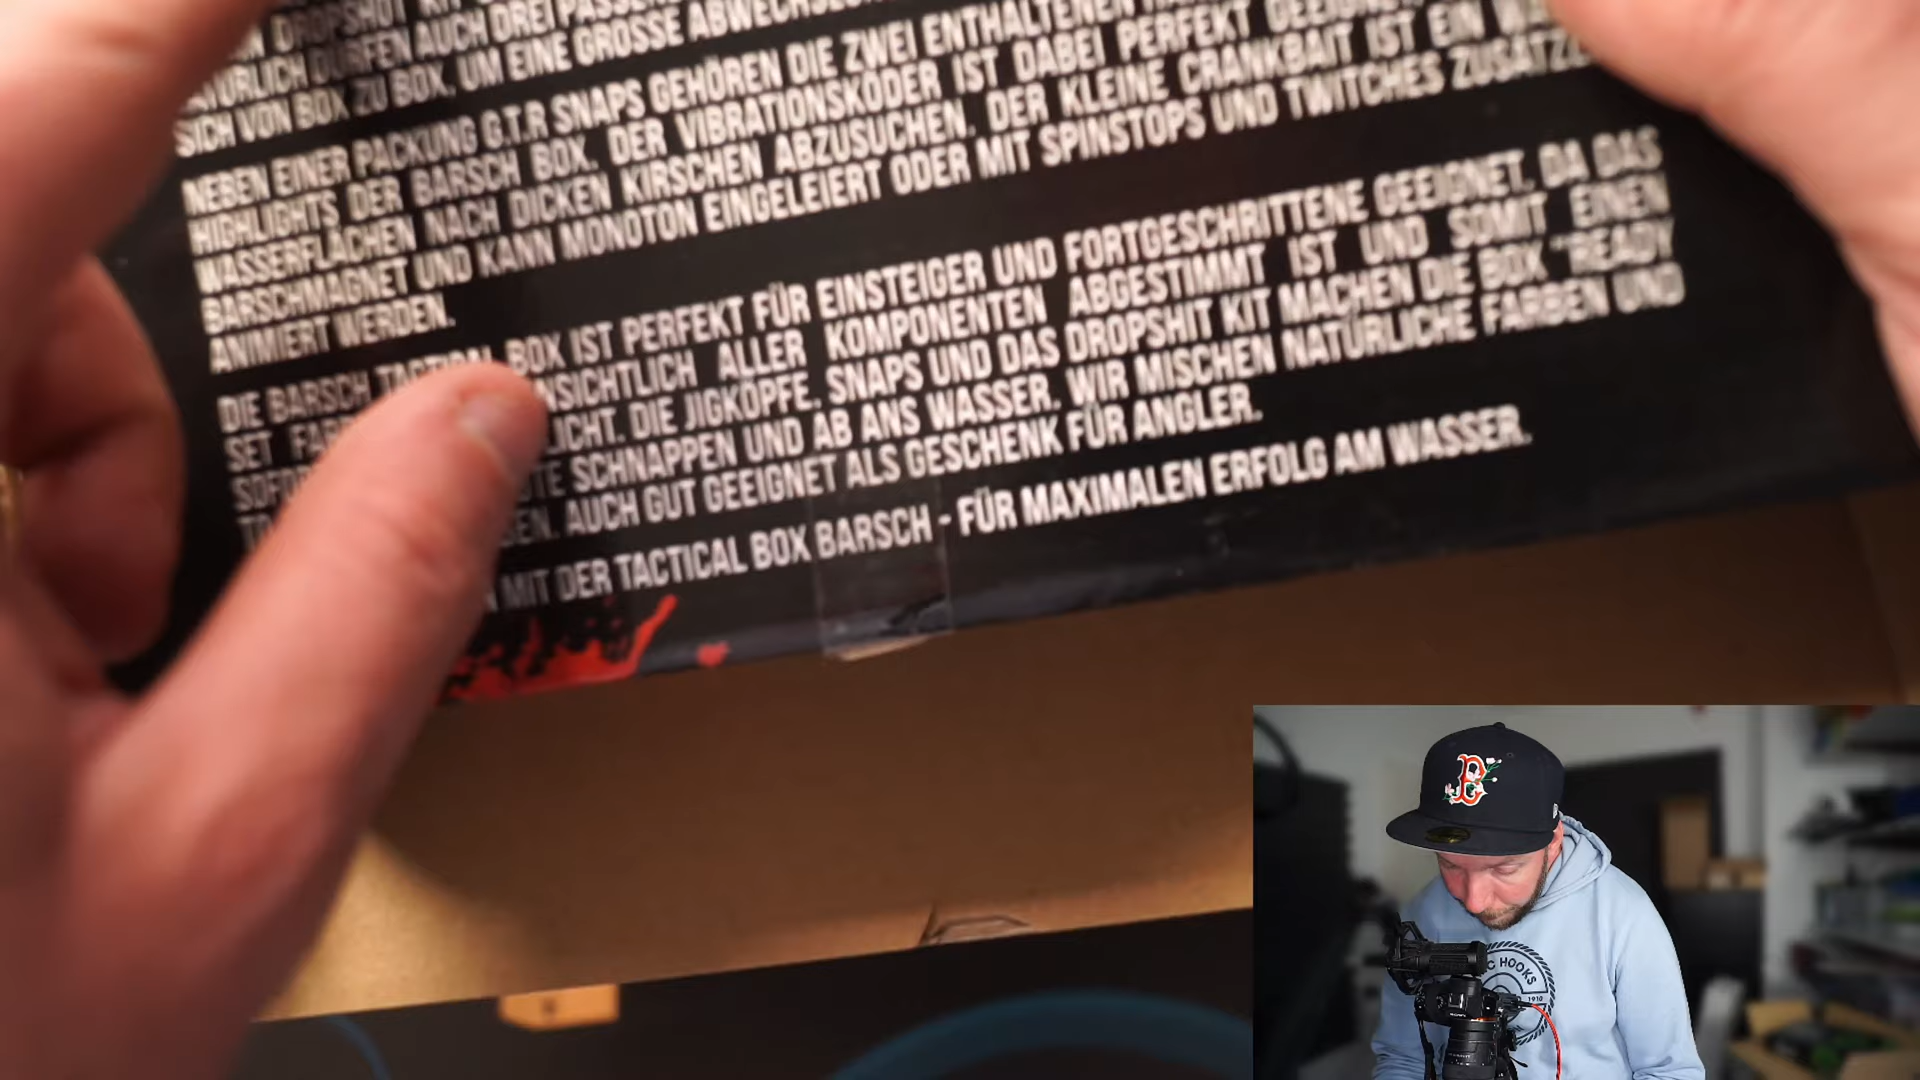 DROPSHOT KIT
NATÜRLICH DÜRFEN AUCH DREI
SICH VON BOX ZU BOX, UM EINE GROSSE
NEBEN EINER PACKUNG G.T.R SNAPS GEHÖREN DIE ZWEI ENTHALTENEN
HIGHLIGHTS DER BARSCH BOX. DER VIBRATIONSKÖDER IST DABEI PERFEKT
WASSERFLÄCHEN NACH DICKEN KIRSCHEN ABZUSUCHEN. DER KLEINE CRANKBAIT IST EIN
BARSCHMAGNET UND KANN MONOTON EINGELEIERT ODER MIT SPINSTOPS UND TWITCHES
ANIMIERT WERDEN.
DIE BARSCH TACTICAL BOX IST PERFEKT FÜR EINSTEIGER UND FORTGESCHRITTENE GEEIGNET, DA DAS
SET ALLER KOMPONENTEN ABGESTIMMT IST UND SOMIT EINEN
DIE JIGKÖPFE, SNAPS UND DAS DROPSHIT KIT MACHEN DIE BOX "READY
SCHNAPPEN UND AB ANS WASSER. WIR MISCHEN NATÜRLICHE FARBEN UND
AUCH GUT GEEIGNET ALS GESCHENK FÜR ANGLER.
MIT DER TACTICAL BOX BARSCH - FÜR MAXIMALEN ERFOLG AM WASSER.
B
HOOKS
1910